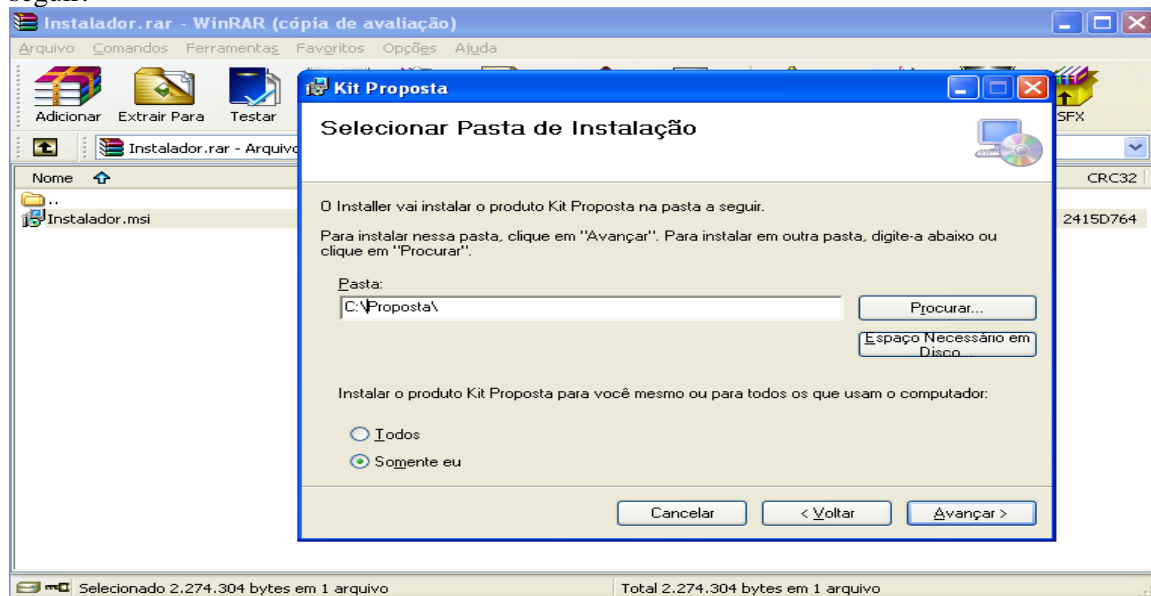 seguir:
Instalador.rar - WinRAR (cópia de avaliação)
Arquivo Comandos Ferramentas Favoritos Opções Ajuda
Adicionar Extrair Para Testar SFX
Instalador.rar - Arquivo
Nome CRC32
..
Instalador.msi 2415D764
Kit Proposta
Selecionar Pasta de Instalação
O Installer vai instalar o produto Kit Proposta na pasta a seguir.
Para instalar nessa pasta, clique em "Avançar". Para instalar em outra pasta, digite-a abaixo ou
clique em "Procurar".
Pasta:
C:\Proposta\
Procurar...
Espaço Necessário em
Disco...
Instalar o produto Kit Proposta para você mesmo ou para todos os que usam o computador:
Todos
Somente eu
Cancelar < Voltar Avançar >
Selecionado 2.274.304 bytes em 1 arquivo Total 2.274.304 bytes em 1 arquivo